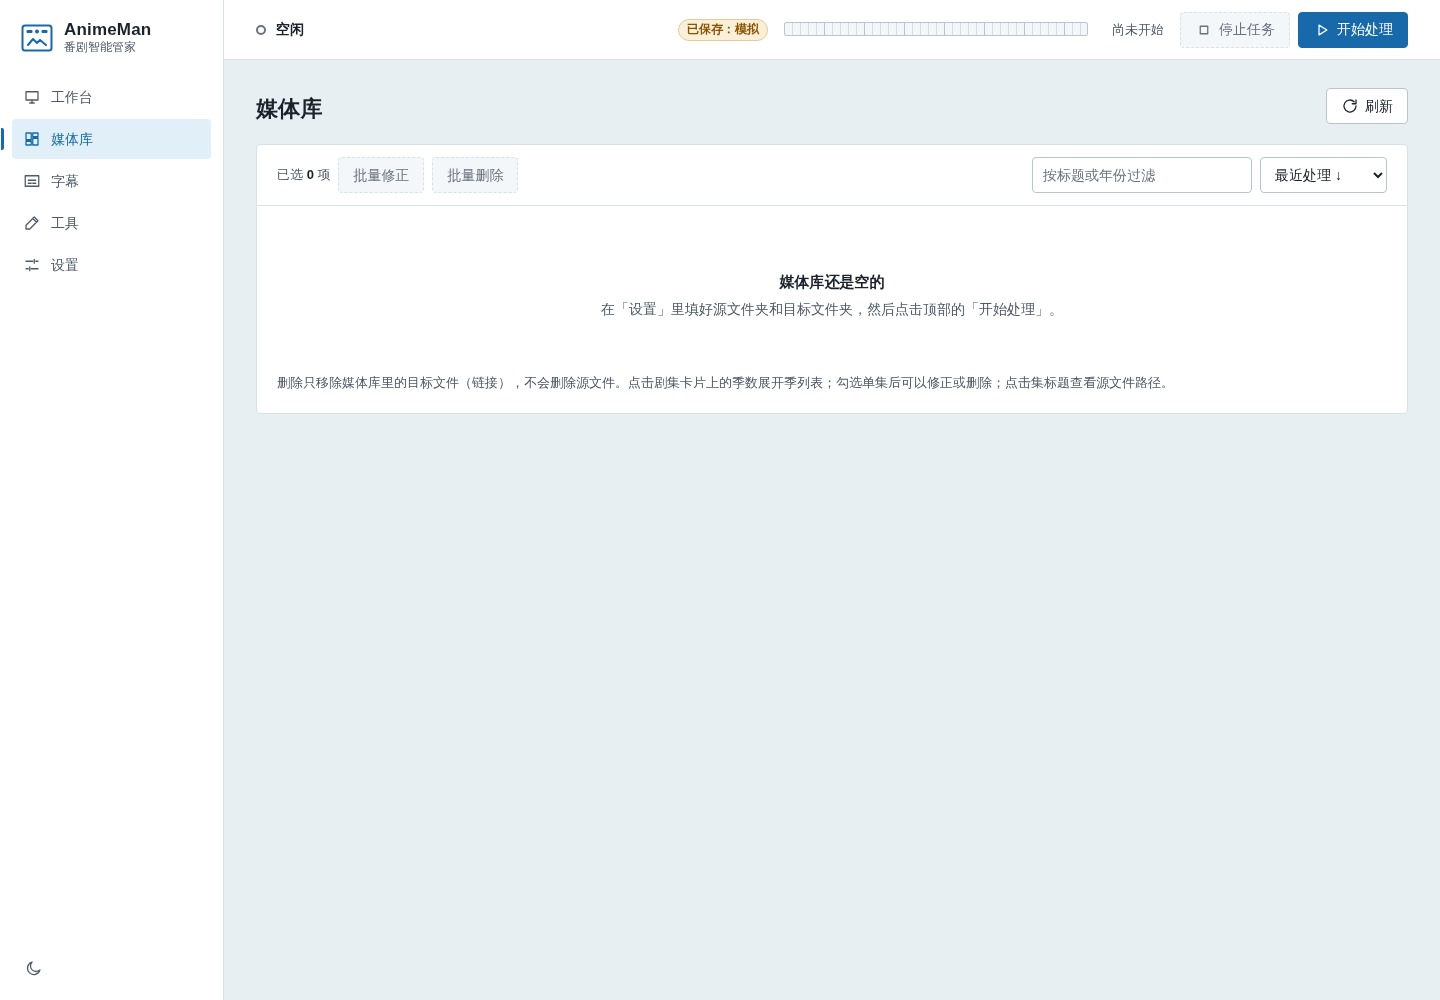 AnimeMan
番剧智能管家
工作台
媒体库
字幕
工具
设置
空闲
已保存：模拟
尚未开始
停止任务
开始处理
媒体库
刷新
已选 0 项
批量修正
批量删除
按标题或年份过滤
最近处理 ↓
媒体库还是空的
在「设置」里填好源文件夹和目标文件夹，然后点击顶部的「开始处理」。
删除只移除媒体库里的目标文件（链接），不会删除源文件。点击剧集卡片上的季数展开季列表；勾选单集后可以修正或删除；点击集标题查看源文件路径。